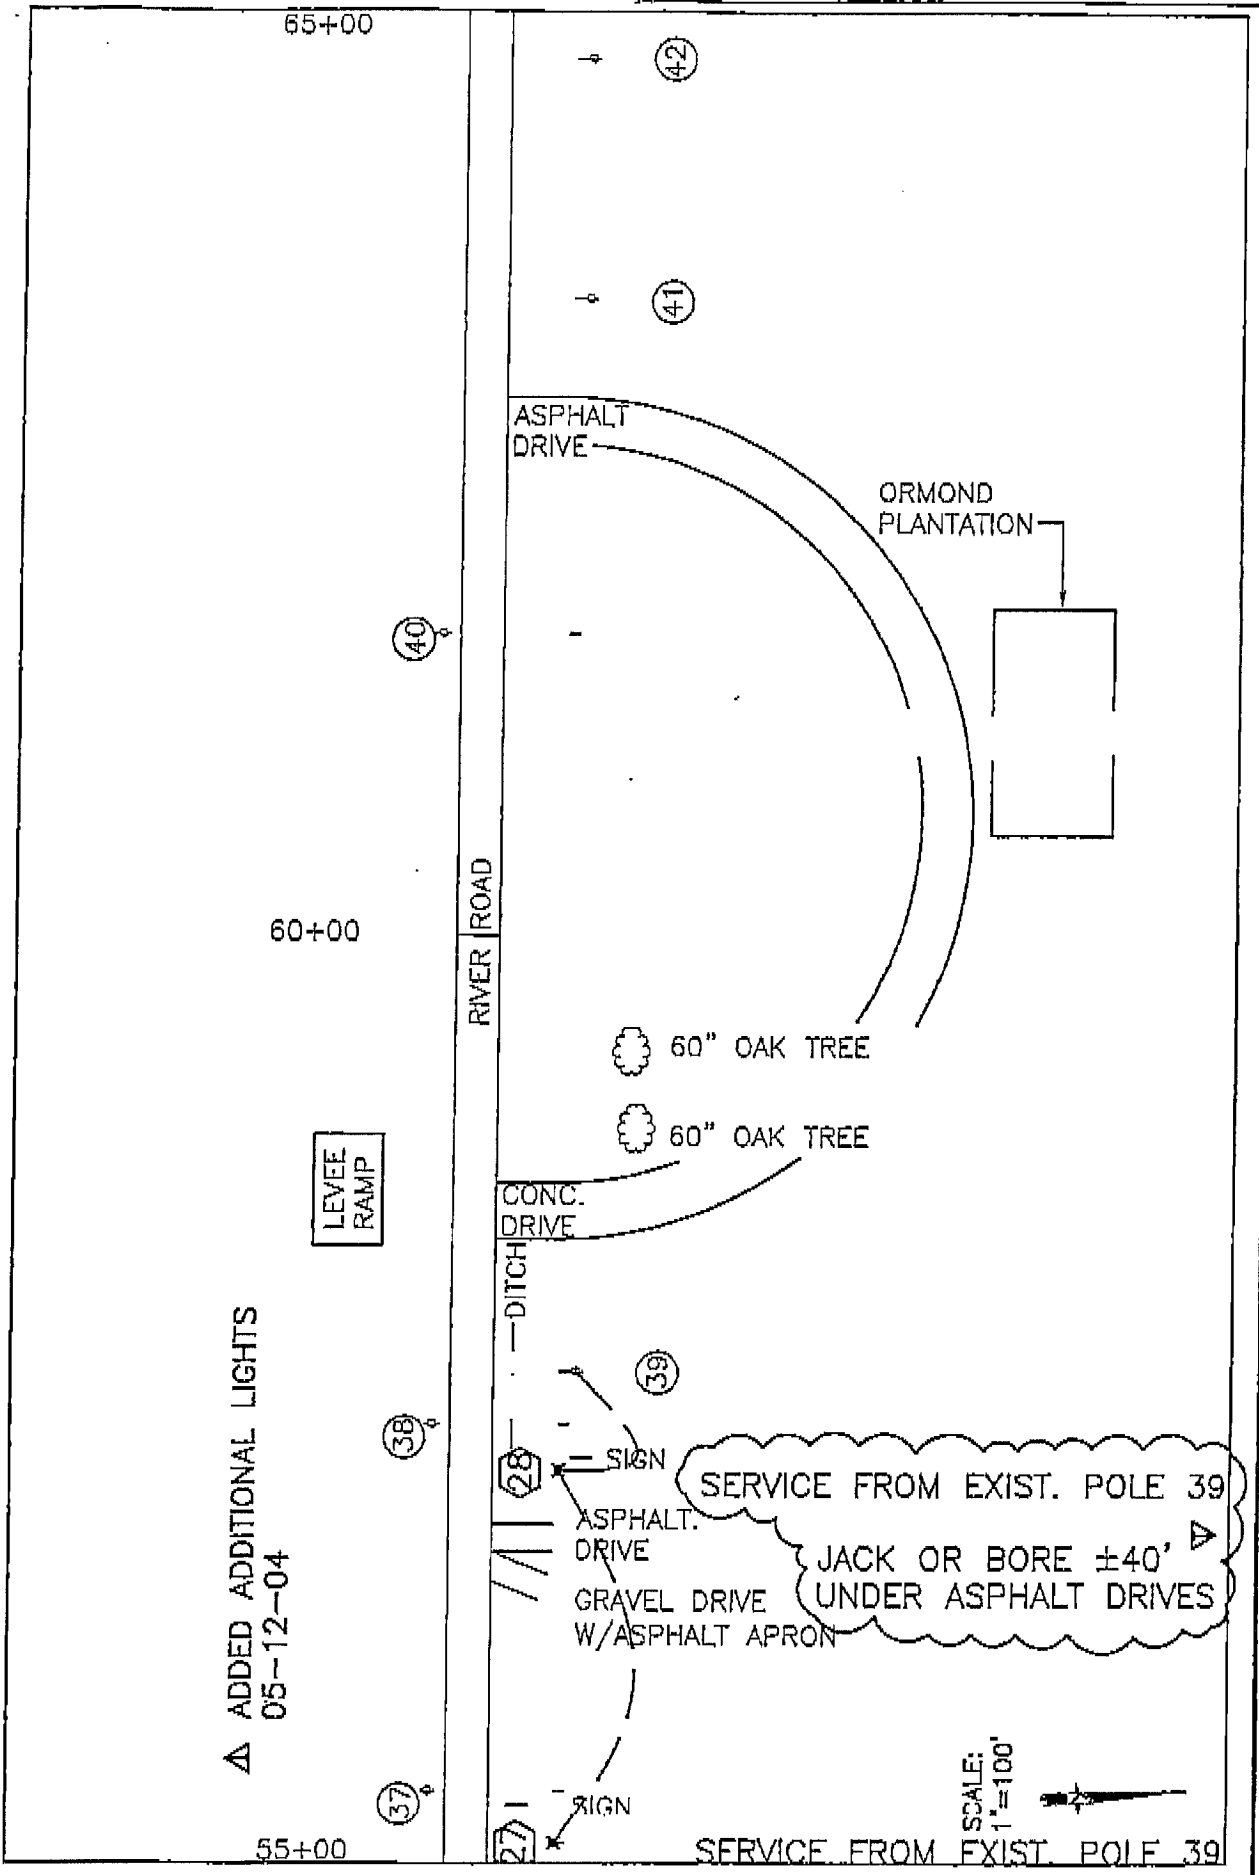 65+00
42
41
ASPHALT
DRIVE
ORMOND
PLANTATION
40
RIVER ROAD
60+00
60" OAK TREE
60" OAK TREE
LEVEE
RAMP
CONC.
DRIVE
DITCH
39
38
28
SIGN
SERVICE FROM EXIST. POLE 39
ASPHALT.
DRIVE
JACK OR BORE ±40'
UNDER ASPHALT DRIVES
1
GRAVEL DRIVE
W/ASPHALT APRON
1 ADDED ADDITIONAL LIGHTS
05-12-04
37
SIGN
27
55+00
SCALE:
1"=100'
SERVICE FROM EXIST. POLE 39